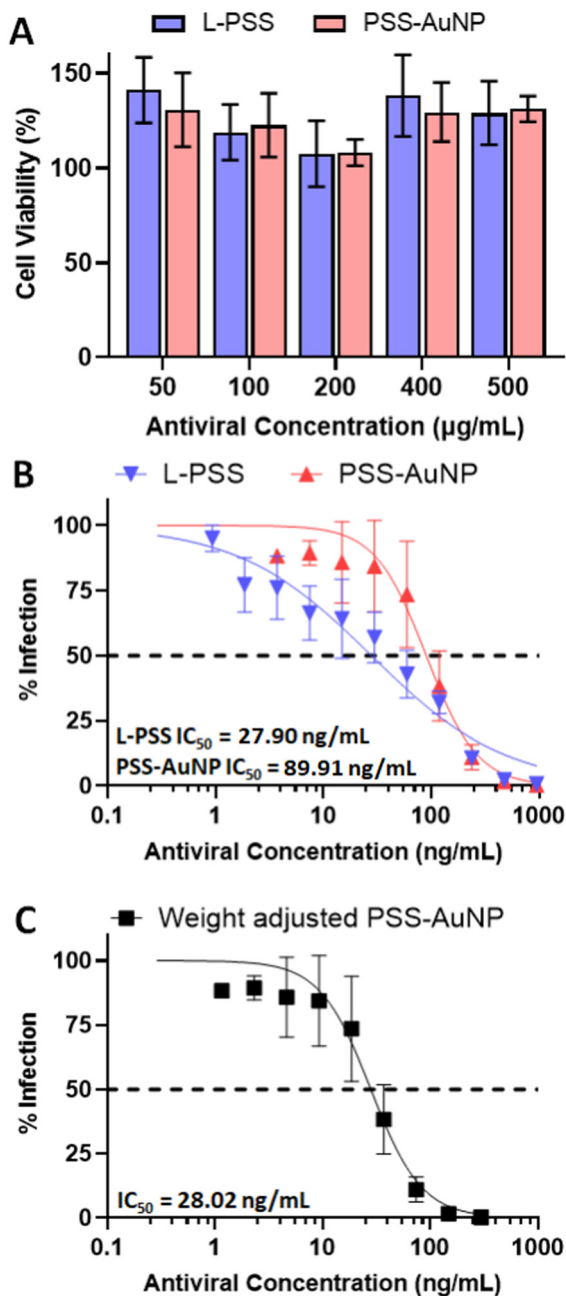 A
L-PSS PSS-AuNP
Cell Viability (%)
150
100
50
0
50 100 200 400 500
Antiviral Concentration (µg/mL)
B
L-PSS PSS-AuNP
% Infection
100
75
50
25
0
L-PSS IC50 = 27.90 ng/mL
PSS-AuNP IC50 = 89.91 ng/mL
0.1 1 10 100 1000
Antiviral Concentration (ng/mL)
C
Weight adjusted PSS-AuNP
% Infection
100
75
50
25
0
IC50 = 28.02 ng/mL
0.1 1 10 100 1000
Antiviral Concentration (ng/mL)